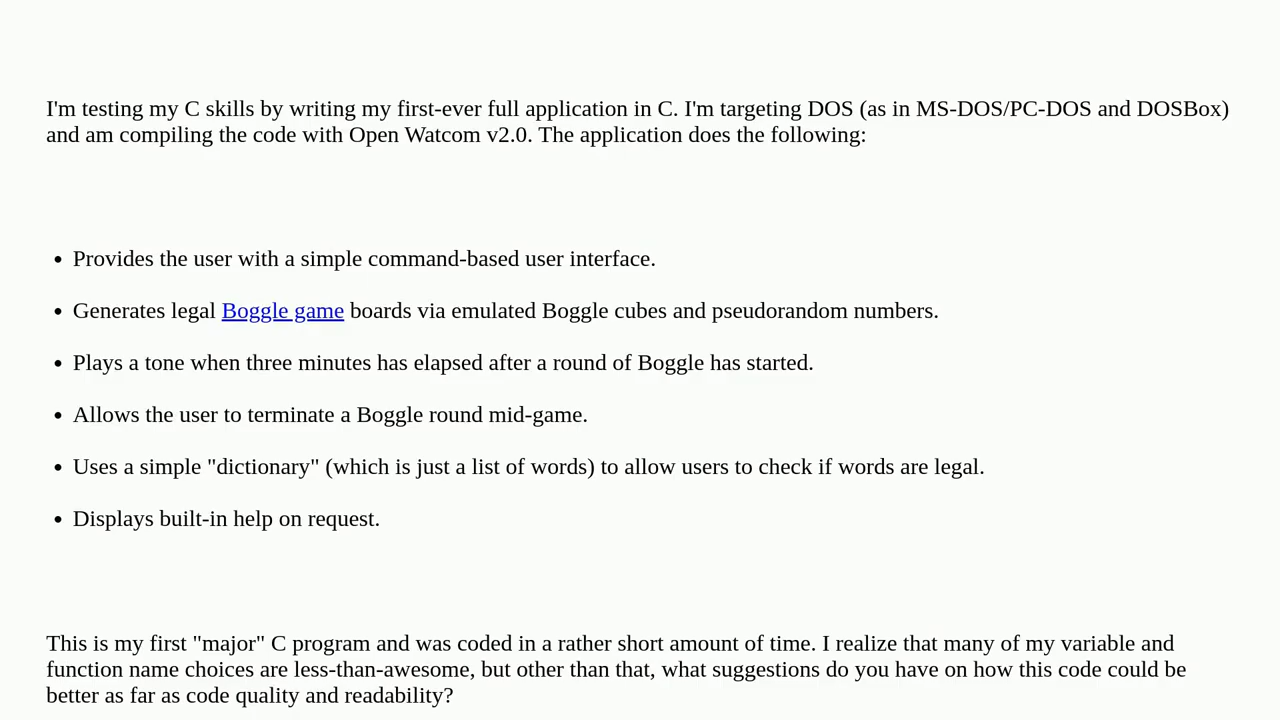 I'm testing my C skills by writing my first-ever full application in C. I'm targeting DOS (as in MS-DOS/PC-DOS and DOSBox)
and am compiling the code with Open Watcom v2.0. The application does the following:
• Provides the user with a simple command-based user interface.
• Generates legal Boggle game boards via emulated Boggle cubes and pseudorandom numbers.
• Plays a tone when three minutes has elapsed after a round of Boggle has started.
• Allows the user to terminate a Boggle round mid-game.
• Uses a simple "dictionary" (which is just a list of words) to allow users to check if words are legal.
• Displays built-in help on request.
This is my first "major" C program and was coded in a rather short amount of time. I realize that many of my variable and
function name choices are less-than-awesome, but other than that, what suggestions do you have on how this code could be
better as far as code quality and readability?